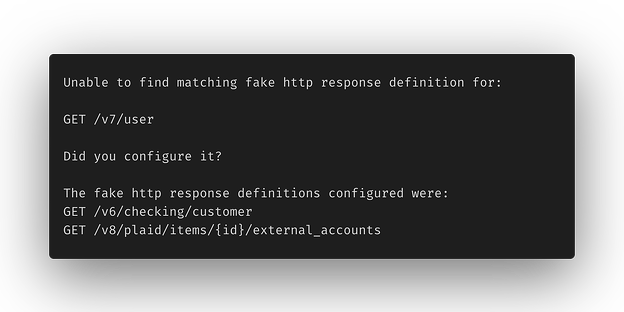 Unable to find matching fake http response definition for:
GET /v7/user
Did you configure it?
The fake http response definitions configured were:
GET /v6/checking/customer
GET /v8/plaid/items/{id}/external_accounts